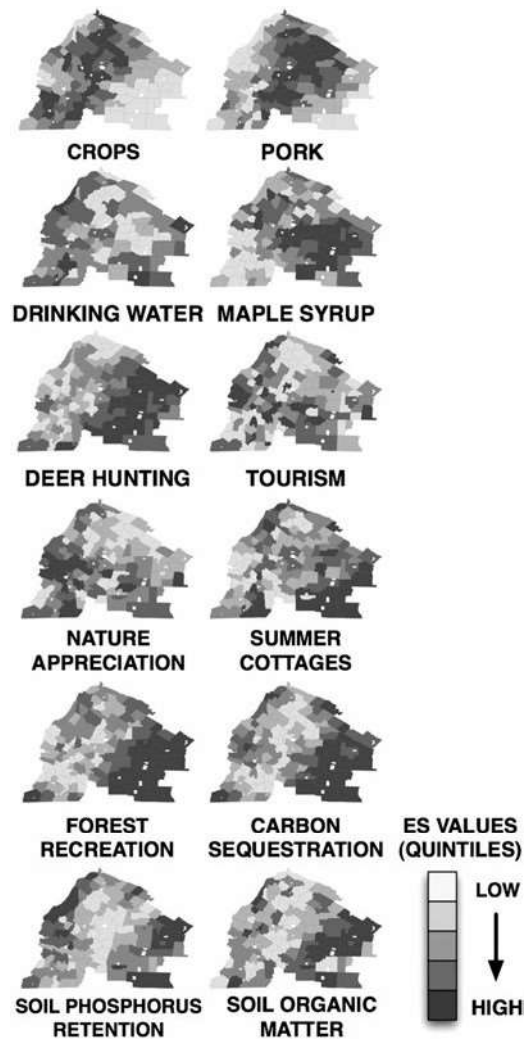 CROPS
PORK
DRINKING WATER
MAPLE SYRUP
DEER HUNTING
TOURISM
NATURE
APPRECIATION
SUMMER
COTTAGES
FOREST
RECREATION
CARBON
SEQUESTRATION
ES VALUES
(QUINTILES)
LOW
HIGH
SOIL PHOSPHORUS
RETENTION
SOIL ORGANIC
MATTER